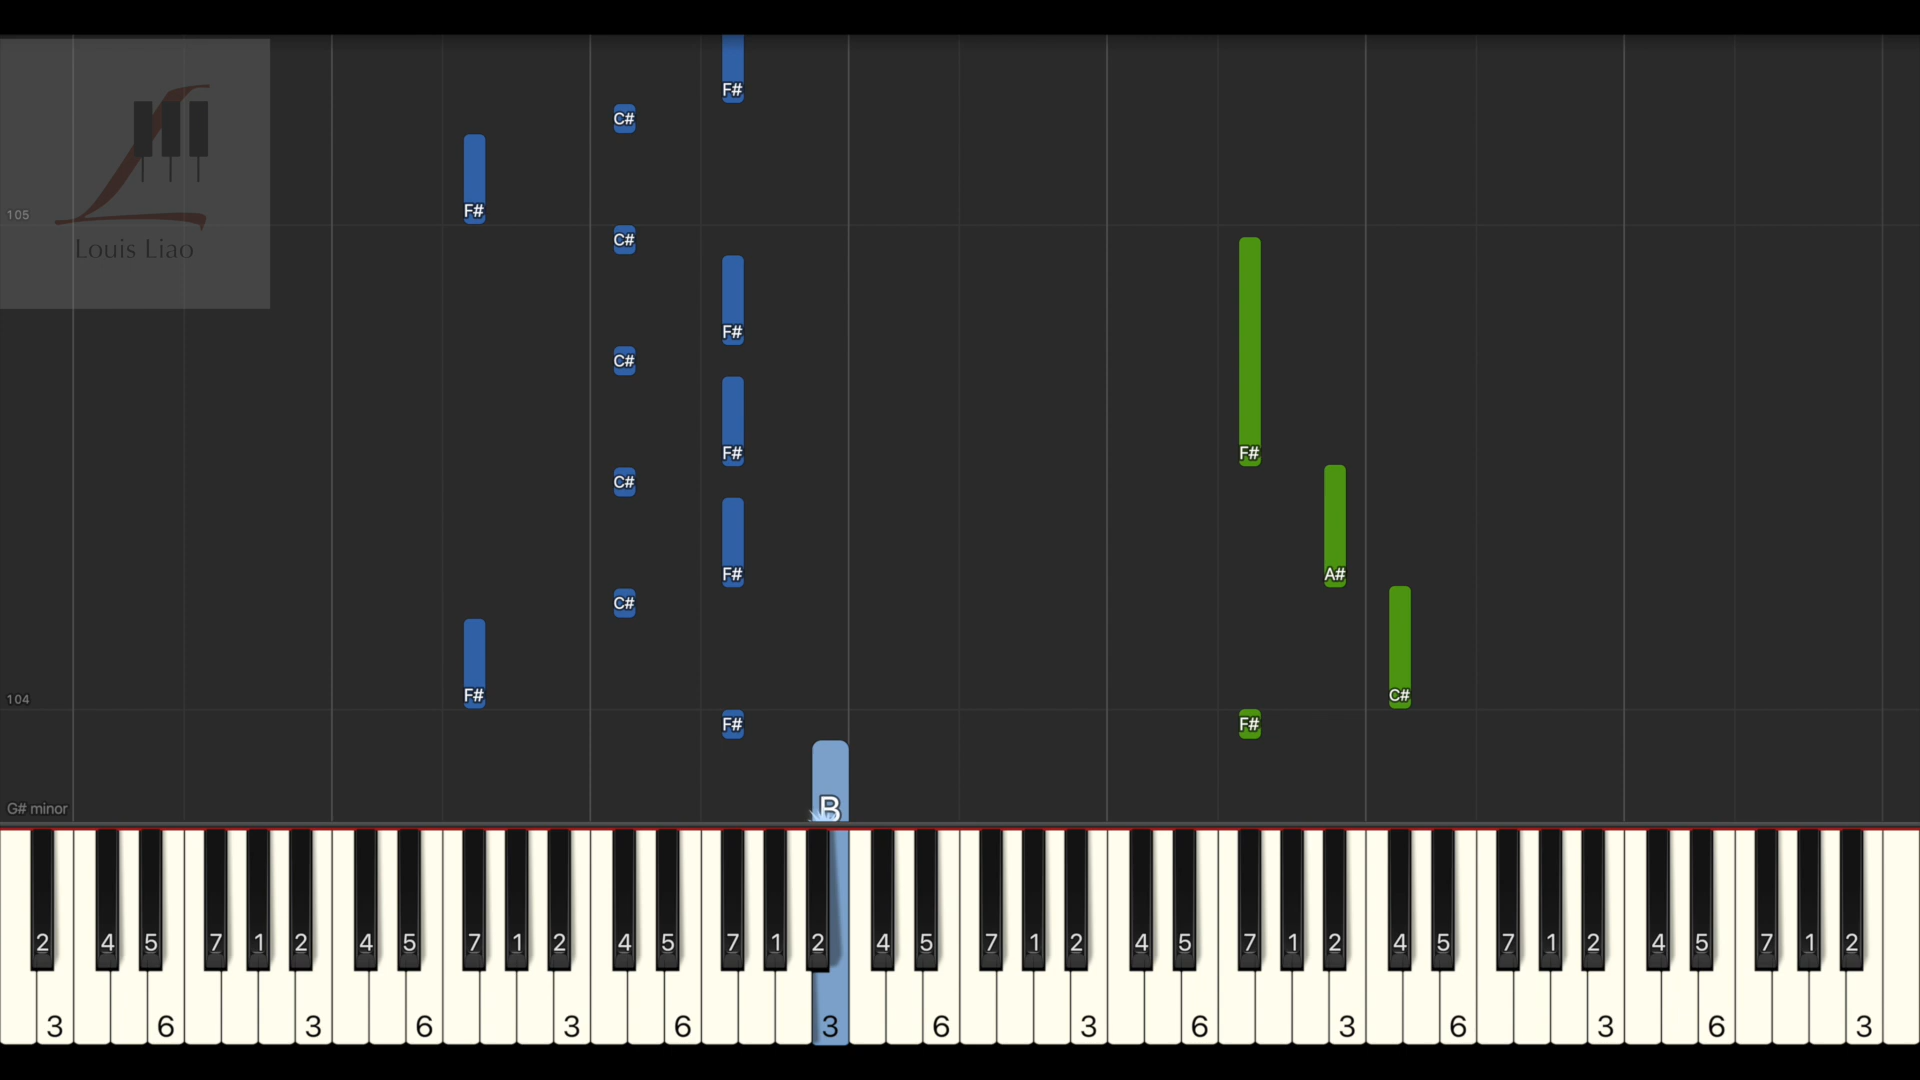 F#
C#
F#
105
C#
Louis Liao
F#
C#
F# F#
C#
F# A#
C#
104 F# C#
F# F#
G# minor B
2 4 5 7 1 2 4 5 7 1 2 4 5 7 1 2 4 5 7 1 2 4 5 7 1 2 4 5 7 1 2 4 5 7 1 2
3 6 3 6 3 6 3 6 3 6 3 6 3 6 3